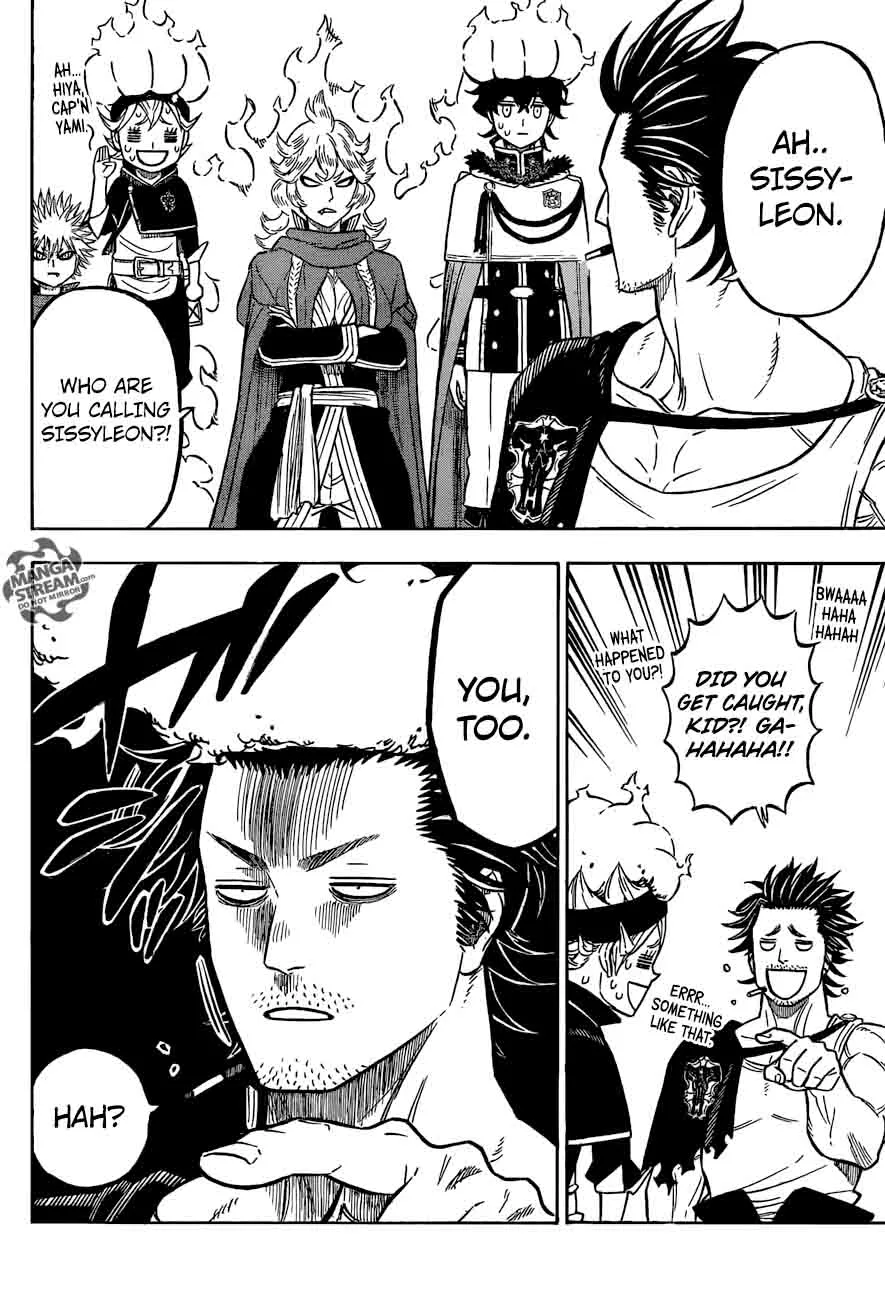 AH..
SISSY-
LEON.
AH...
HIYA,
CAP'N
YAMI.
WHO ARE
YOU CALLING
SISSYLEON?!
BWAAAA
HAHA
HAHAH
DID YOU
GET CAUGHT,
KID?! GA-
HAHAHA!!
WHAT
HAPPENED
TO YOU?!
ERRR...
SOMETHING
LIKE THAT.
YOU,
TOO.
HAH?
MANGA
STREAM.com
DO NOT MIRROR